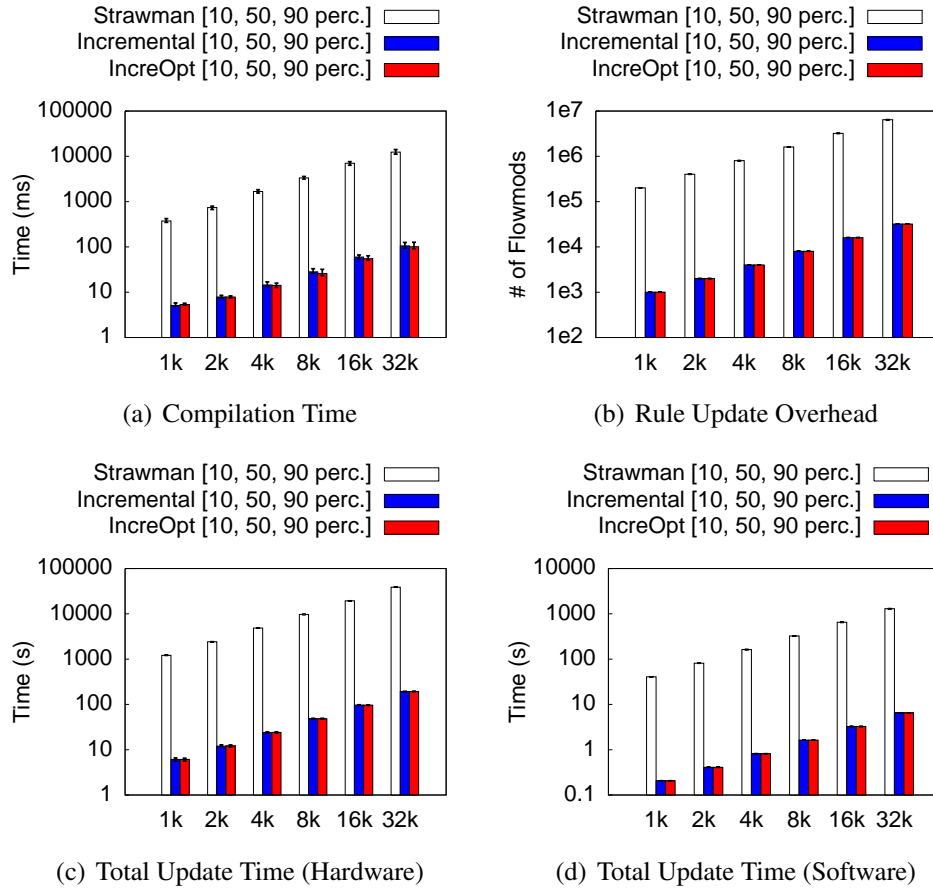 Strawman [10, 50, 90 perc.]
Incremental [10, 50, 90 perc.]
IncreOpt [10, 50, 90 perc.]
100000
10000
1000
100
10
1
Time (ms)
1k 2k 4k 8k 16k 32k
(a) Compilation Time
Strawman [10, 50, 90 perc.]
Incremental [10, 50, 90 perc.]
IncreOpt [10, 50, 90 perc.]
1e7
1e6
1e5
1e4
1e3
1e2
# of Flowmods
1k 2k 4k 8k 16k 32k
(b) Rule Update Overhead
Strawman [10, 50, 90 perc.]
Incremental [10, 50, 90 perc.]
IncreOpt [10, 50, 90 perc.]
100000
10000
1000
100
10
1
Time (s)
1k 2k 4k 8k 16k 32k
(c) Total Update Time (Hardware)
Strawman [10, 50, 90 perc.]
Incremental [10, 50, 90 perc.]
IncreOpt [10, 50, 90 perc.]
10000
1000
100
10
1
0.1
Time (s)
1k 2k 4k 8k 16k 32k
(d) Total Update Time (Software)